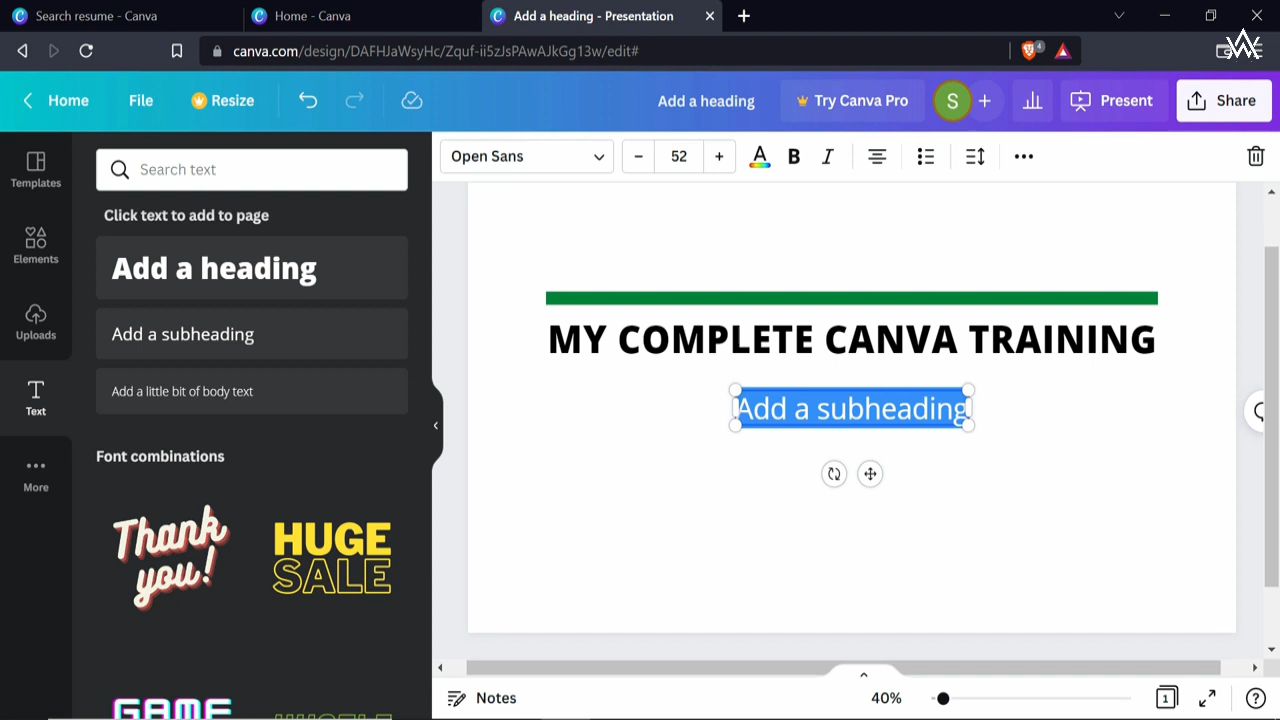 Search resume - Canva
Home - Canva
Add a heading - Presentation
canva.com/design/DAFHJaWsyHc/Zquf-ii5zJsPAwAJkGg13w/edit#
4
Home
File
Resize
Add a heading
Try Canva Pro
S
Present
Share
Templates
Elements
Uploads
Text
More
Search text
Click text to add to page
Add a heading
Add a subheading
Add a little bit of body text
Font combinations
Thank
you!
HUGE
SALE
GAME
Open Sans
52
A
B
I
MY COMPLETE CANVA TRAINING
Add a subheading
Notes
40%
1